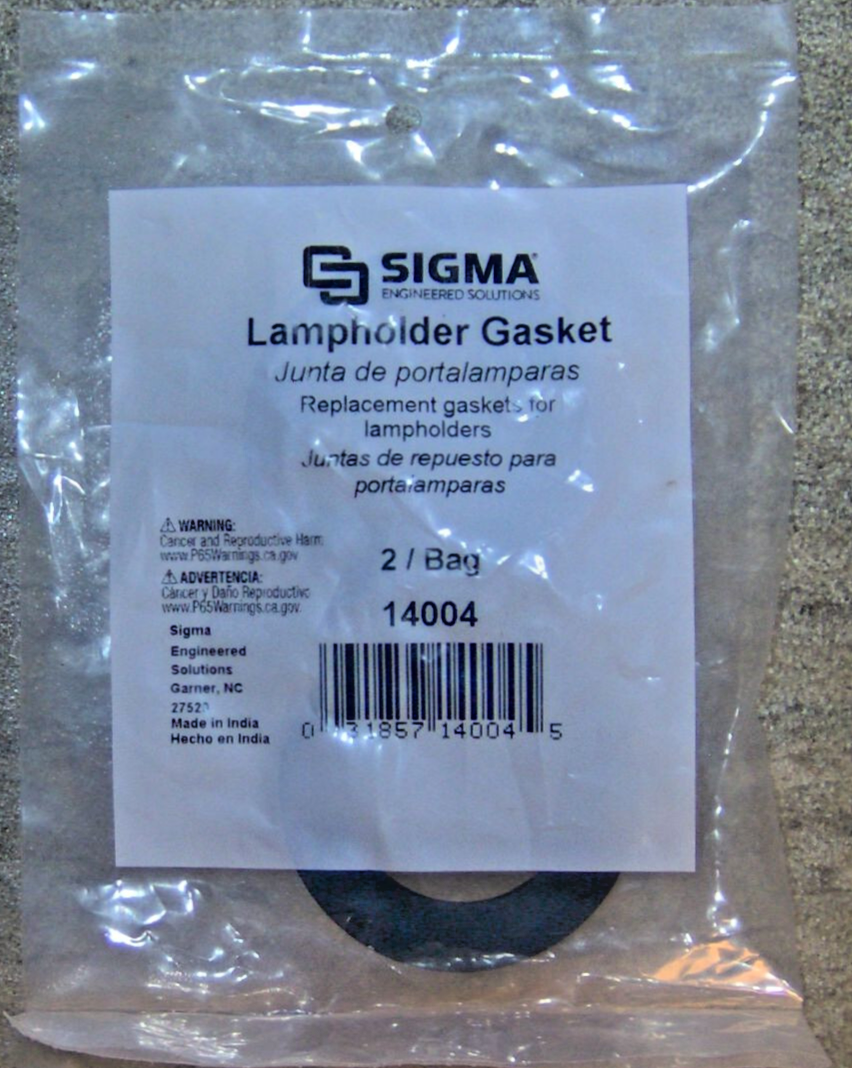 SIGMA
ENGINEERED SOLUTIONS
Lampholder Gasket
Junta de portalamparas
Replacement gaskets for
lampholders
Juntas de repuesto para
portalamparas
⚠ WARNING:
Cancer and Reproductive Harm
www.P65Warnings.ca.gov
⚠ ADVERTENCIA:
Cáncer y Daño Reproductivo
www.P65Warnings.ca.gov.
2 / Bag
14004
Sigma
Engineered
Solutions
Garner, NC
Made in India
Hecho en India
0 31857 14004 5